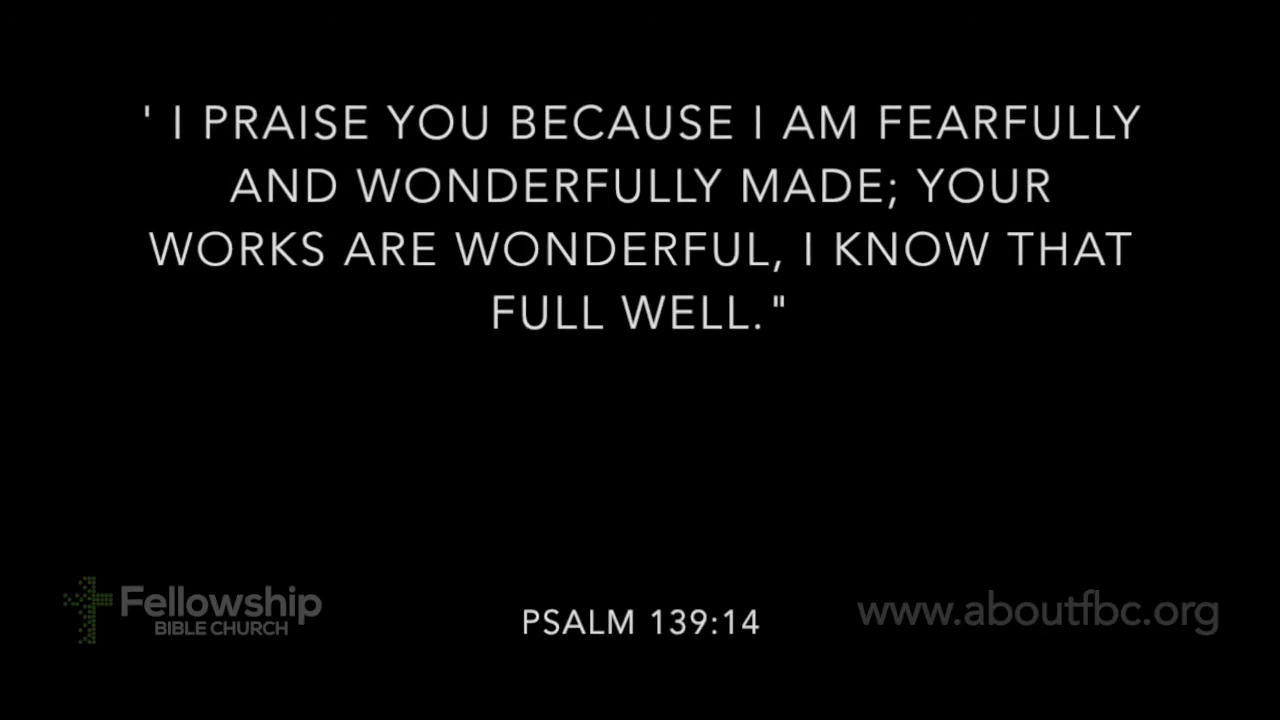 ' I PRAISE YOU BECAUSE I AM FEARFULLY
AND WONDERFULLY MADE; YOUR
WORKS ARE WONDERFUL, I KNOW THAT
FULL WELL."
Fellowship
BIBLE CHURCH
PSALM 139:14
www.aboutfbc.org